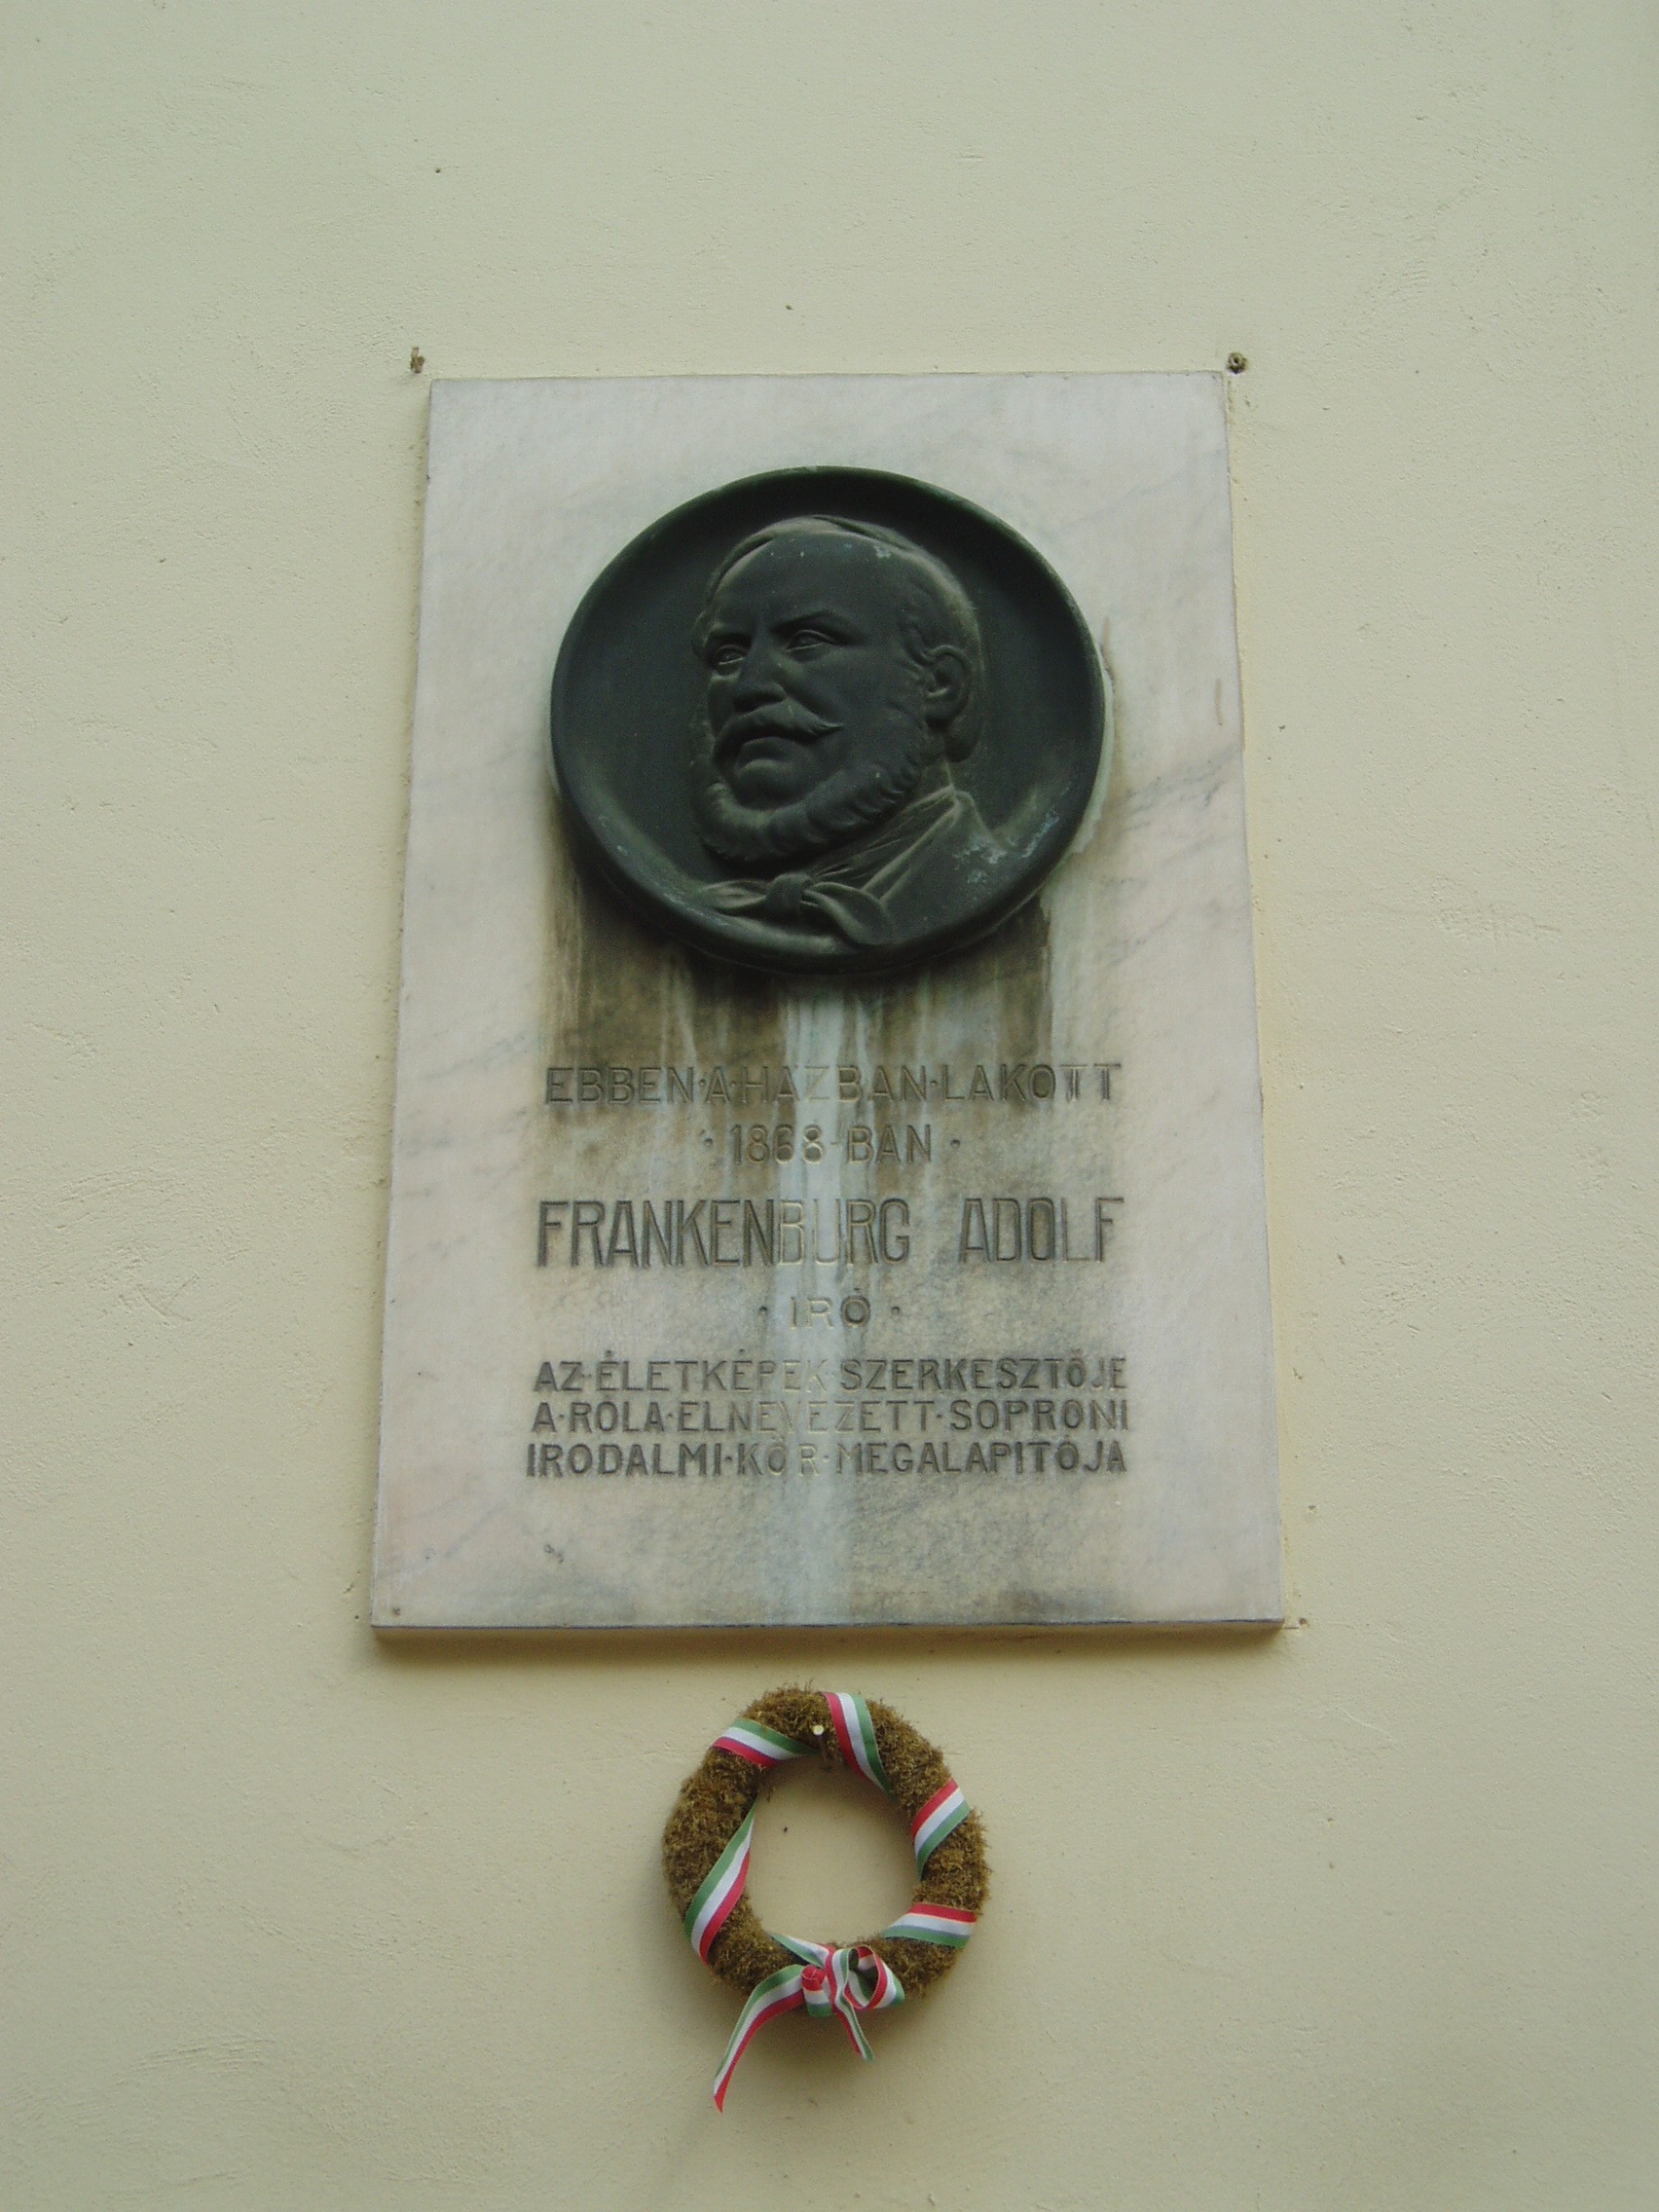 EBBEN·A·HÁZBAN·LAKOTT
·1868·BAN·
FRANKENBURG ADOLF
·IRÓ·
AZ·ÉLETKÉPEK·SZERKESZTŐJE
A·RÓLA·ELNEVEZETT·SOPRONI
IRODALMI·KÖR·MEGALAPITÓJA